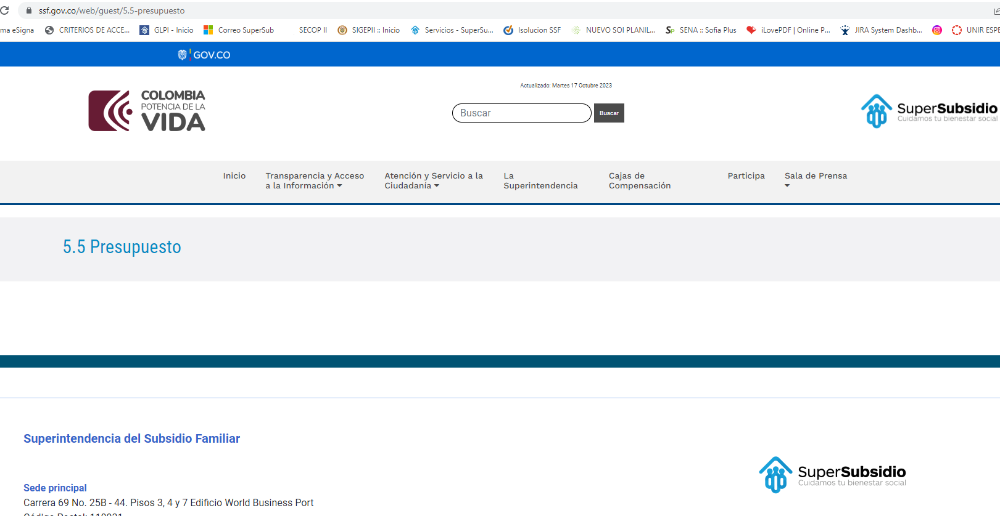 ssf.gov.co/web/guest/5.5-presupuesto
ma eSigna CRITERIOS DE ACCE... GLPI - Inicio Correo SuperSub SECOP II SIGEPII :: Inicio Servicios - SuperSu... Isolucion SSF NUEVO SOI PLANIL... SENA :: Sofia Plus iLovePDF | Online P... JIRA System Dashb... UNIR ESPE
GOV.CO
Actualizado: Martes 17 Octubre 2023
COLOMBIA
POTENCIA DE LA
VIDA
Buscar Buscar
SuperSubsidio
Cuidamos tu bienestar social
Inicio Transparencia y Acceso Atención y Servicio a la La Cajas de Participa Sala de Prensa
a la Información Ciudadanía Superintendencia Compensación
5.5 Presupuesto
Superintendencia del Subsidio Familiar
SuperSubsidio
Cuidamos tu bienestar social
Sede principal
Carrera 69 No. 25B - 44. Pisos 3, 4 y 7 Edificio World Business Port